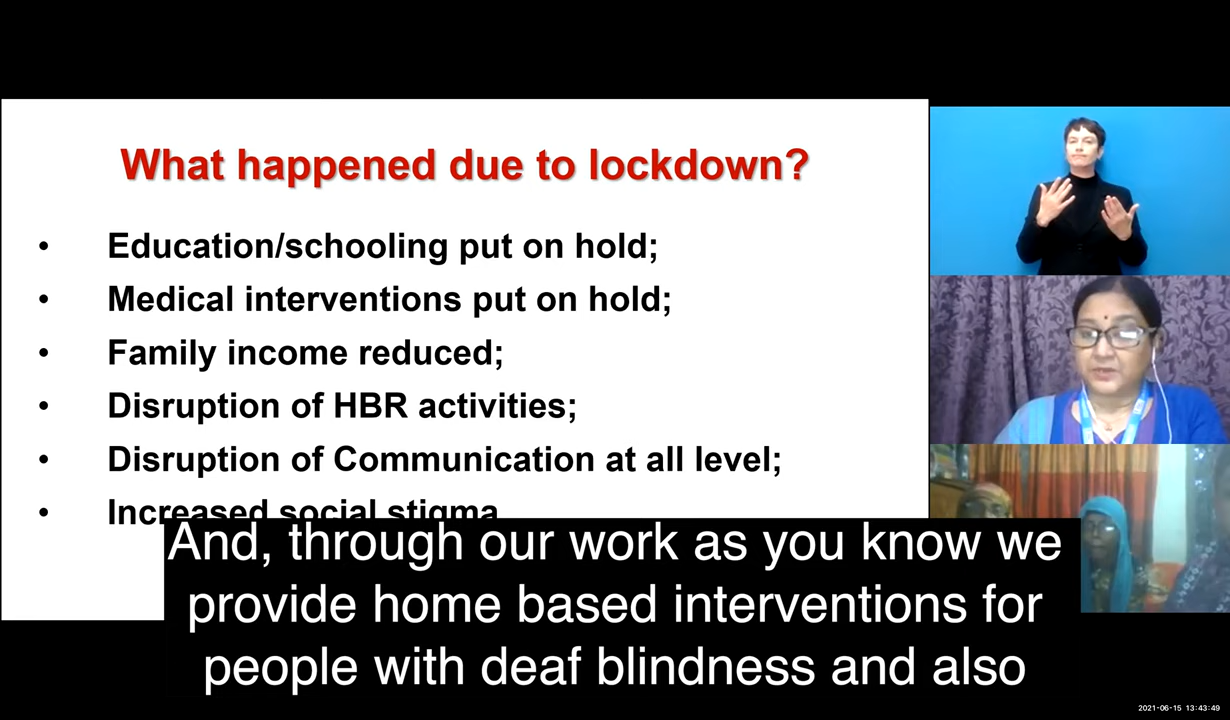 What happened due to lockdown?
• Education/schooling put on hold;
• Medical interventions put on hold;
• Family income reduced;
• Disruption of HBR activities;
• Disruption of Communication at all level;
• Increased social stigma
And, through our work as you know we
provide home based interventions for
people with deaf blindness and also
2021-06-15 13:43:49